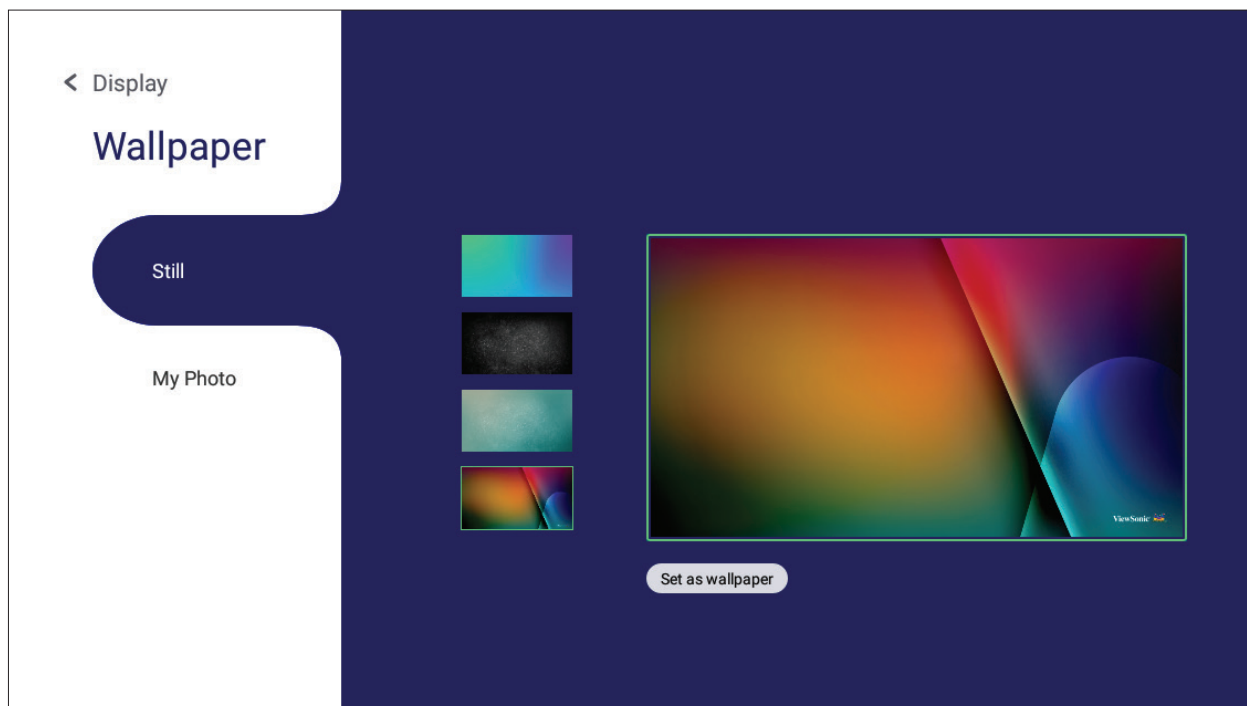 Display
Wallpaper
Still
My Photo
ViewSonic
Set as wallpaper